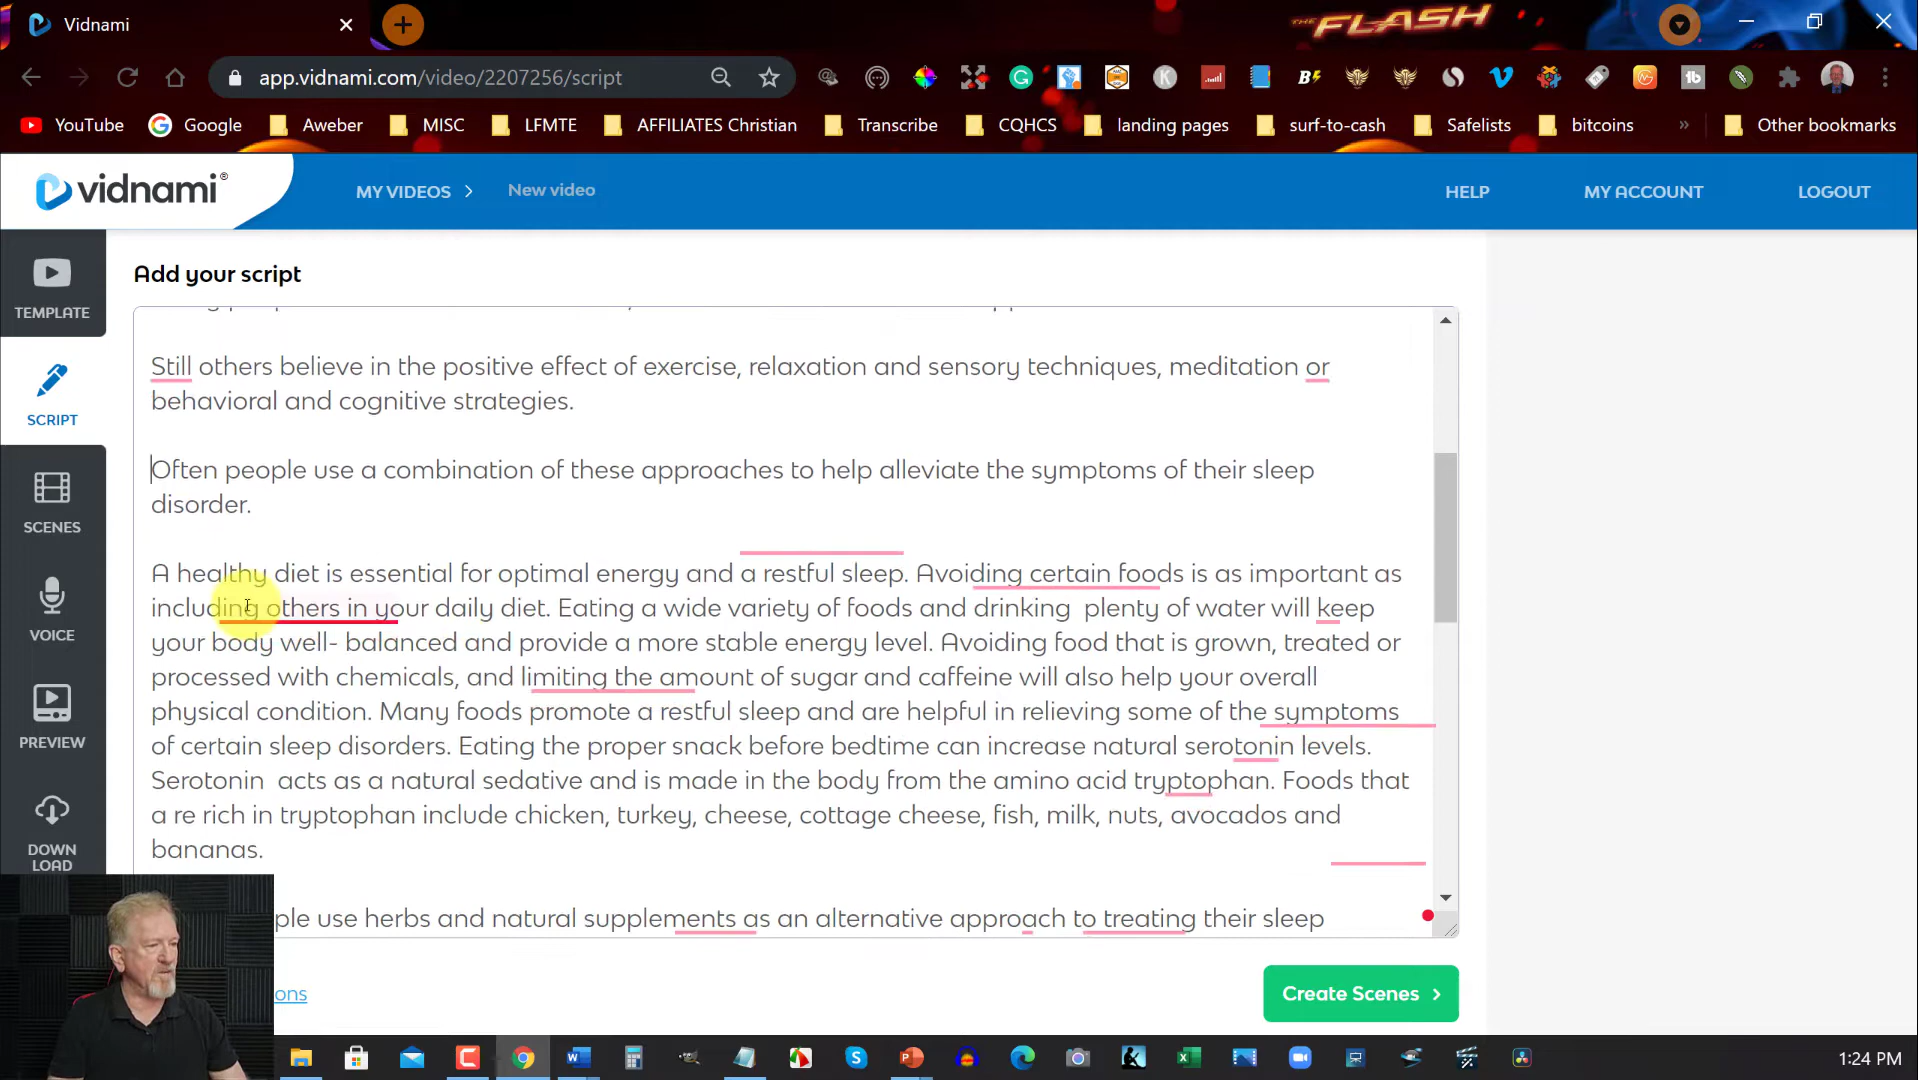 Vidnami
THE FLASH
app.vidnami.com/video/2207256/script
YouTube
Google
Aweber
MISC
LFMTE
AFFILIATES Christian
Transcribe
CQHCS
landing pages
surf-to-cash
Safelists
bitcoins
»
Other bookmarks
vidnami®
MY VIDEOS
New video
HELP
MY ACCOUNT
LOGOUT
TEMPLATE
SCRIPT
SCENES
VOICE
PREVIEW
DOWN
LOAD
Add your script
Still others believe in the positive effect of exercise, relaxation and sensory techniques, meditation or
behavioral and cognitive strategies.
Often people use a combination of these approaches to help alleviate the symptoms of their sleep
disorder.
A healthy diet is essential for optimal energy and a restful sleep. Avoiding certain foods is as important as
including others in your daily diet. Eating a wide variety of foods and drinking  plenty of water will keep
your body well- balanced and provide a more stable energy level. Avoiding food that is grown, treated or
processed with chemicals, and limiting the amount of sugar and caffeine will also help your overall
physical condition. Many foods promote a restful sleep and are helpful in relieving some of the symptoms
of certain sleep disorders. Eating the proper snack before bedtime can increase natural serotonin levels.
Serotonin  acts as a natural sedative and is made in the body from the amino acid tryptophan. Foods that
a re rich in tryptophan include chicken, turkey, cheese, cottage cheese, fish, milk, nuts, avocados and
bananas.
ple use herbs and natural supplements as an alternative approach to treating their sleep
ons
Create Scenes
1:24 PM